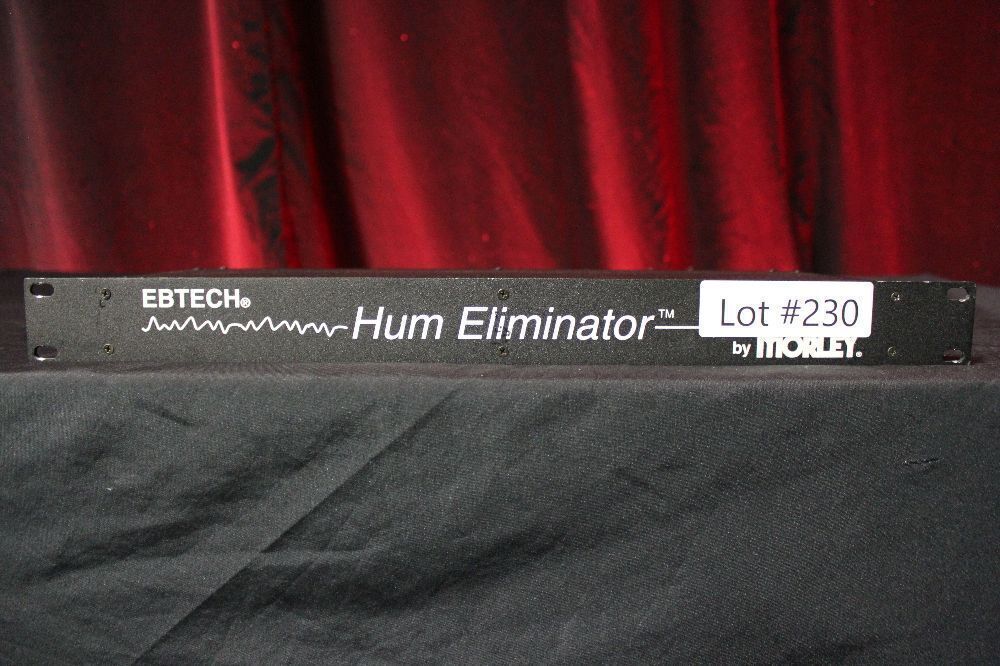 EBTECH®
Hum Eliminator™
Lot #230
by MORLEY®